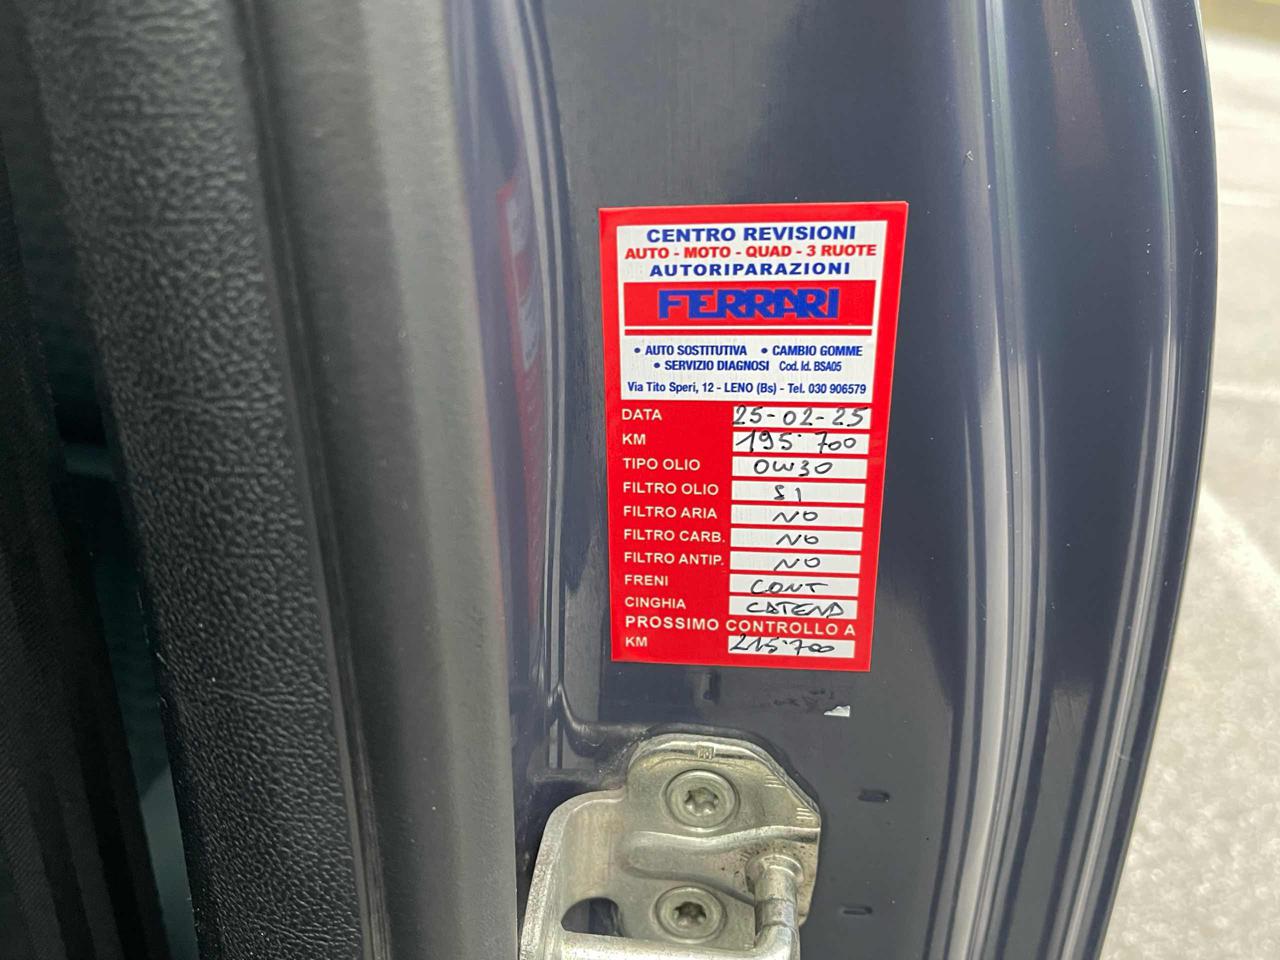 CENTRO REVISIONI
AUTO - MOTO - QUAD - 3 RUOTE
AUTORIPARAZIONI
FERRARI
• AUTO SOSTITUTIVA • CAMBIO GOMME
• SERVIZIO DIAGNOSI Cod. Id. BSA05
Via Tito Speri, 12 - LENO (Bs) - Tel. 030 906579
DATA 25-02-25
KM 195.700
TIPO OLIO 0W30
FILTRO OLIO SI
FILTRO ARIA NO
FILTRO CARB. NO
FILTRO ANTIP. NO
FRENI CONT
CINGHIA CATENA
PROSSIMO CONTROLLO A
KM 215.700